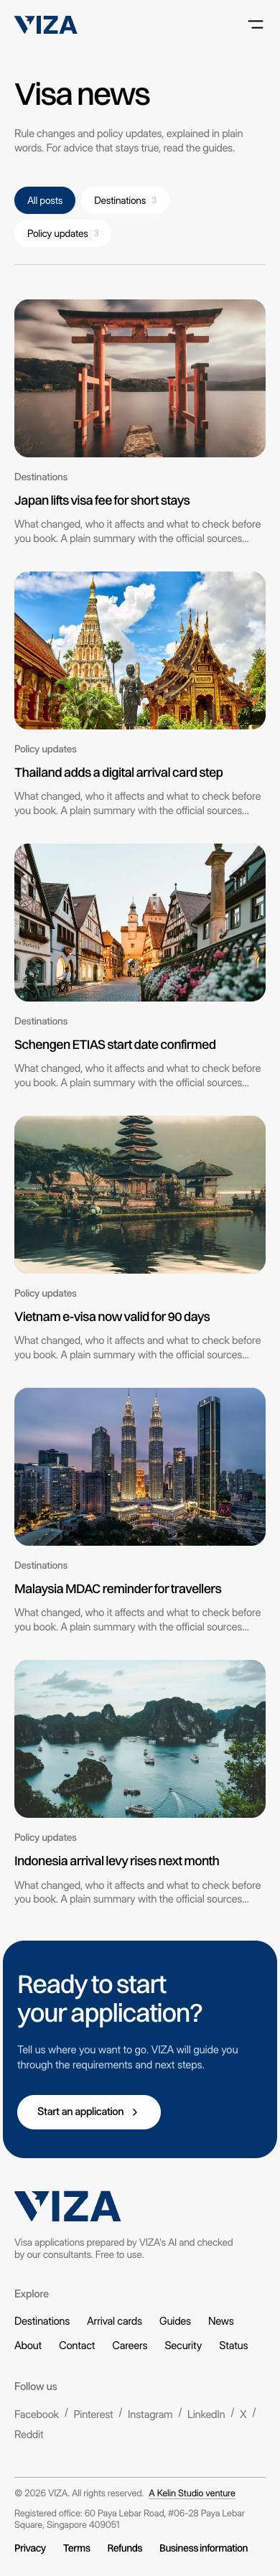 VIZA
Visa news
Rule changes and policy updates, explained in plain
words. For advice that stays true, read the guides.
All posts
Destinations 3
Policy updates 3
Destinations
Japan lifts visa fee for short stays
What changed, who it affects and what to check before
you book. A plain summary with the official sources...
Policy updates
Thailand adds a digital arrival card step
What changed, who it affects and what to check before
you book. A plain summary with the official sources...
Destinations
Schengen ETIAS start date confirmed
What changed, who it affects and what to check before
you book. A plain summary with the official sources...
Policy updates
Vietnam e-visa now valid for 90 days
What changed, who it affects and what to check before
you book. A plain summary with the official sources...
Destinations
Malaysia MDAC reminder for travellers
What changed, who it affects and what to check before
you book. A plain summary with the official sources...
Policy updates
Indonesia arrival levy rises next month
What changed, who it affects and what to check before
you book. A plain summary with the official sources...
Ready to start
your application?
Tell us where you want to go. VIZA will guide you
through the requirements and next steps.
Start an application
VIZA
Visa applications prepared by VIZA's AI and checked
by our consultants. Free to use.
Explore
Destinations Arrival cards Guides News
About Contact Careers Security Status
Follow us
Facebook / Pinterest / Instagram / LinkedIn / X /
Reddit
© 2026 VIZA. All rights reserved. A Kelin Studio venture
Registered office: 60 Paya Lebar Road, #06-28 Paya Lebar
Square, Singapore 409051
Privacy Terms Refunds Business information